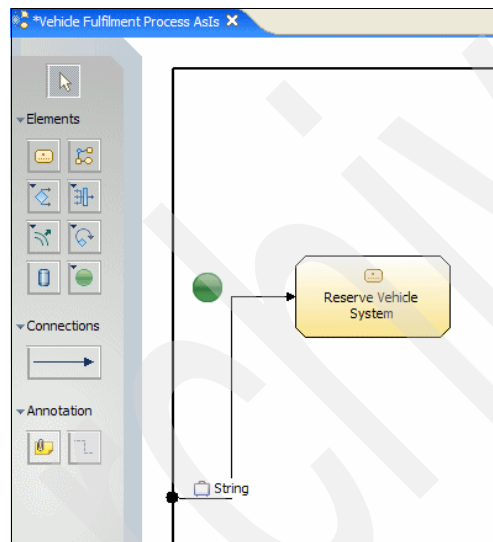 *Vehicle Fulfilment Process AsIs
Elements
Reserve Vehicle
System
Connections
Annotation
String